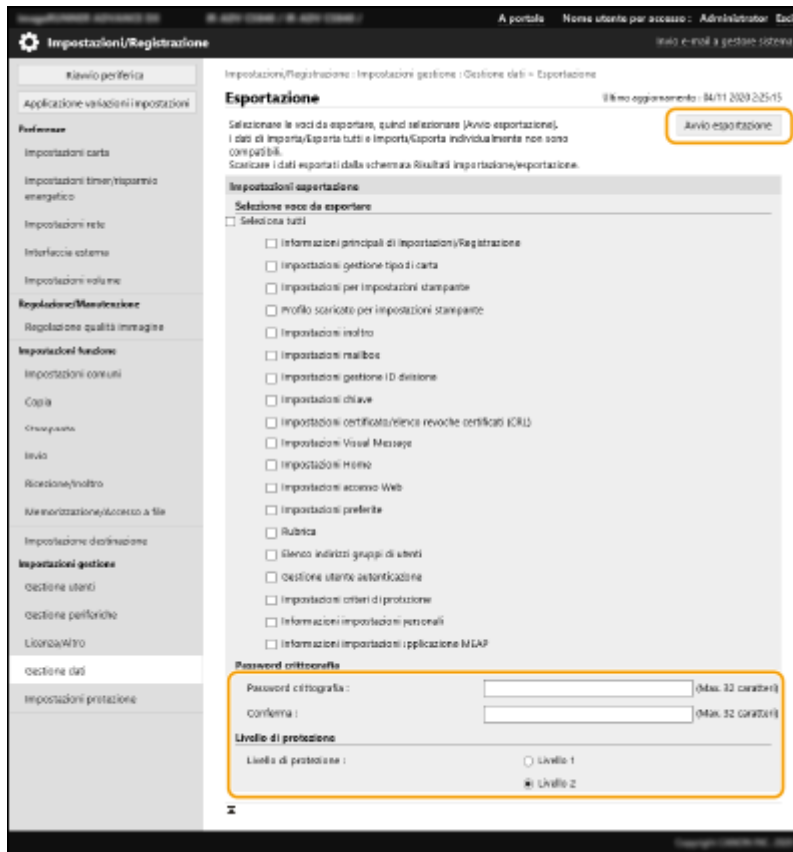 A portale Nome utente per accesso : Administrator
Impostazioni/Registrazione
Invio e-mail a gestore sistema
Riavvio periferica
Applicazione variazioni impostazioni
Preferenze
Impostazioni carta
Impostazioni timer/risparmio
energetico
Impostazioni rete
Interfaccia esterna
Impostazioni volume
Regolazione/Manutenzione
Regolazione qualità immagine
Impostazioni funzione
Impostazioni comuni
Copia
Stampante
Invio
Ricezione/Inoltro
Memorizzazione/Accesso a file
Impostazione destinazione
Impostazioni gestione
Gestione utenti
Gestione periferiche
Licenza/Altro
Gestione dati
Impostazioni protezione
Impostazioni/Registrazione : Impostazioni gestione : Gestione dati > Esportazione
Esportazione
Ultimo aggiornamento : 04/11 2020 2:25:15
Selezionare le voci da esportare, quindi selezionare [Avvio esportazione].
I dati di Importa/Esporta tutti e Importa/Esporta individualmente non sono
compatibili.
Scaricare i dati esportati dalla schermata Risultati importazione/esportazione.
Avvio esportazione
Impostazioni esportazione
Selezione voce da esportare
Seleziona tutti
Informazioni principali di Impostazioni/Registrazione
Impostazioni gestione tipo di carta
Impostazioni per Impostazioni stampante
Profilo scaricato per impostazioni stampante
Impostazioni inoltro
Impostazioni mailbox
Impostazioni gestione ID divisione
Impostazioni chiave
Impostazioni certificato/elenco revoche certificati (CRL)
Impostazioni Visual Message
Impostazioni Home
Impostazioni accesso Web
Impostazioni preferite
Rubrica
Elenco indirizzi gruppi di utenti
Gestione utente autenticazione
Impostazioni criteri di protezione
Informazioni impostazioni personali
Informazioni impostazioni applicazione MEAP
Password crittografia
Password crittografia : (Max. 32 caratteri)
Conferma : (Max. 32 caratteri)
Livello di protezione
Livello di protezione : Livello 1
Livello 2